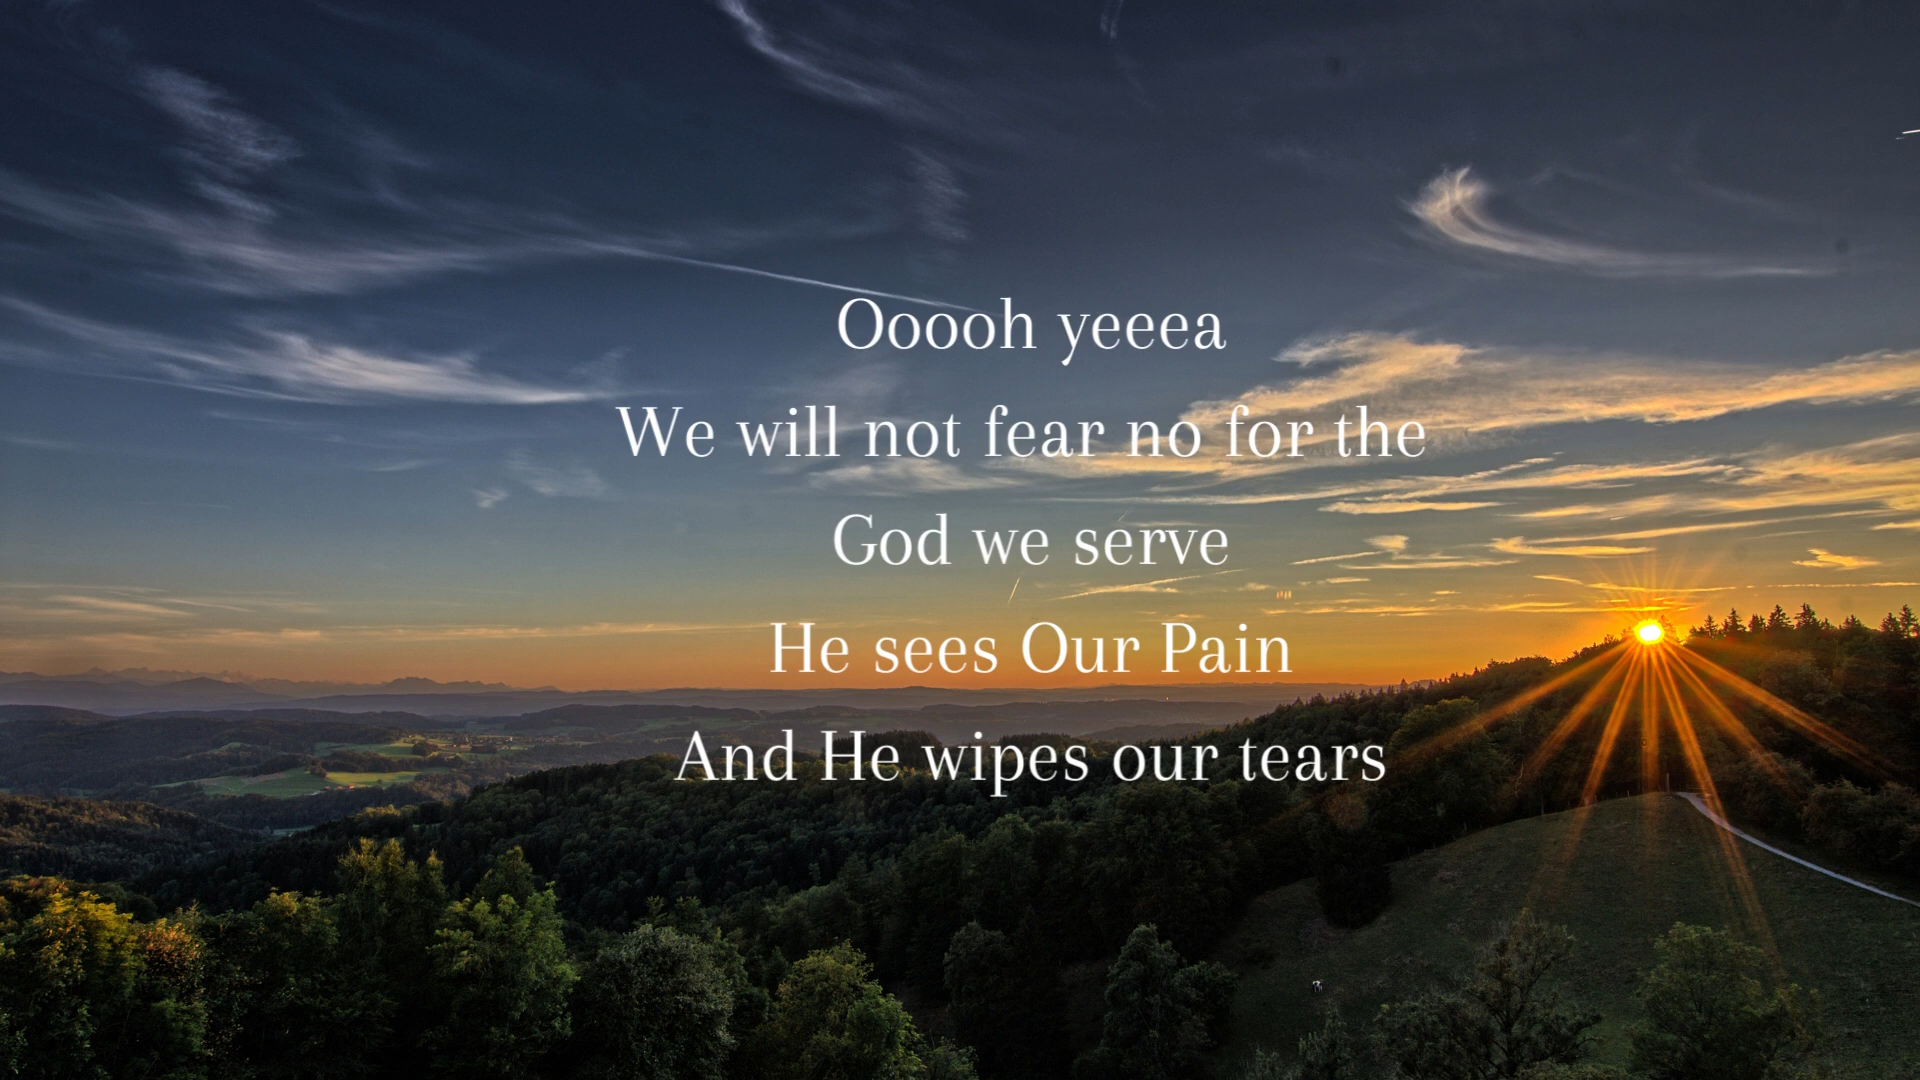 Ooooh yeeea
We will not fear no for the
God we serve
He sees Our Pain
And He wipes our tears